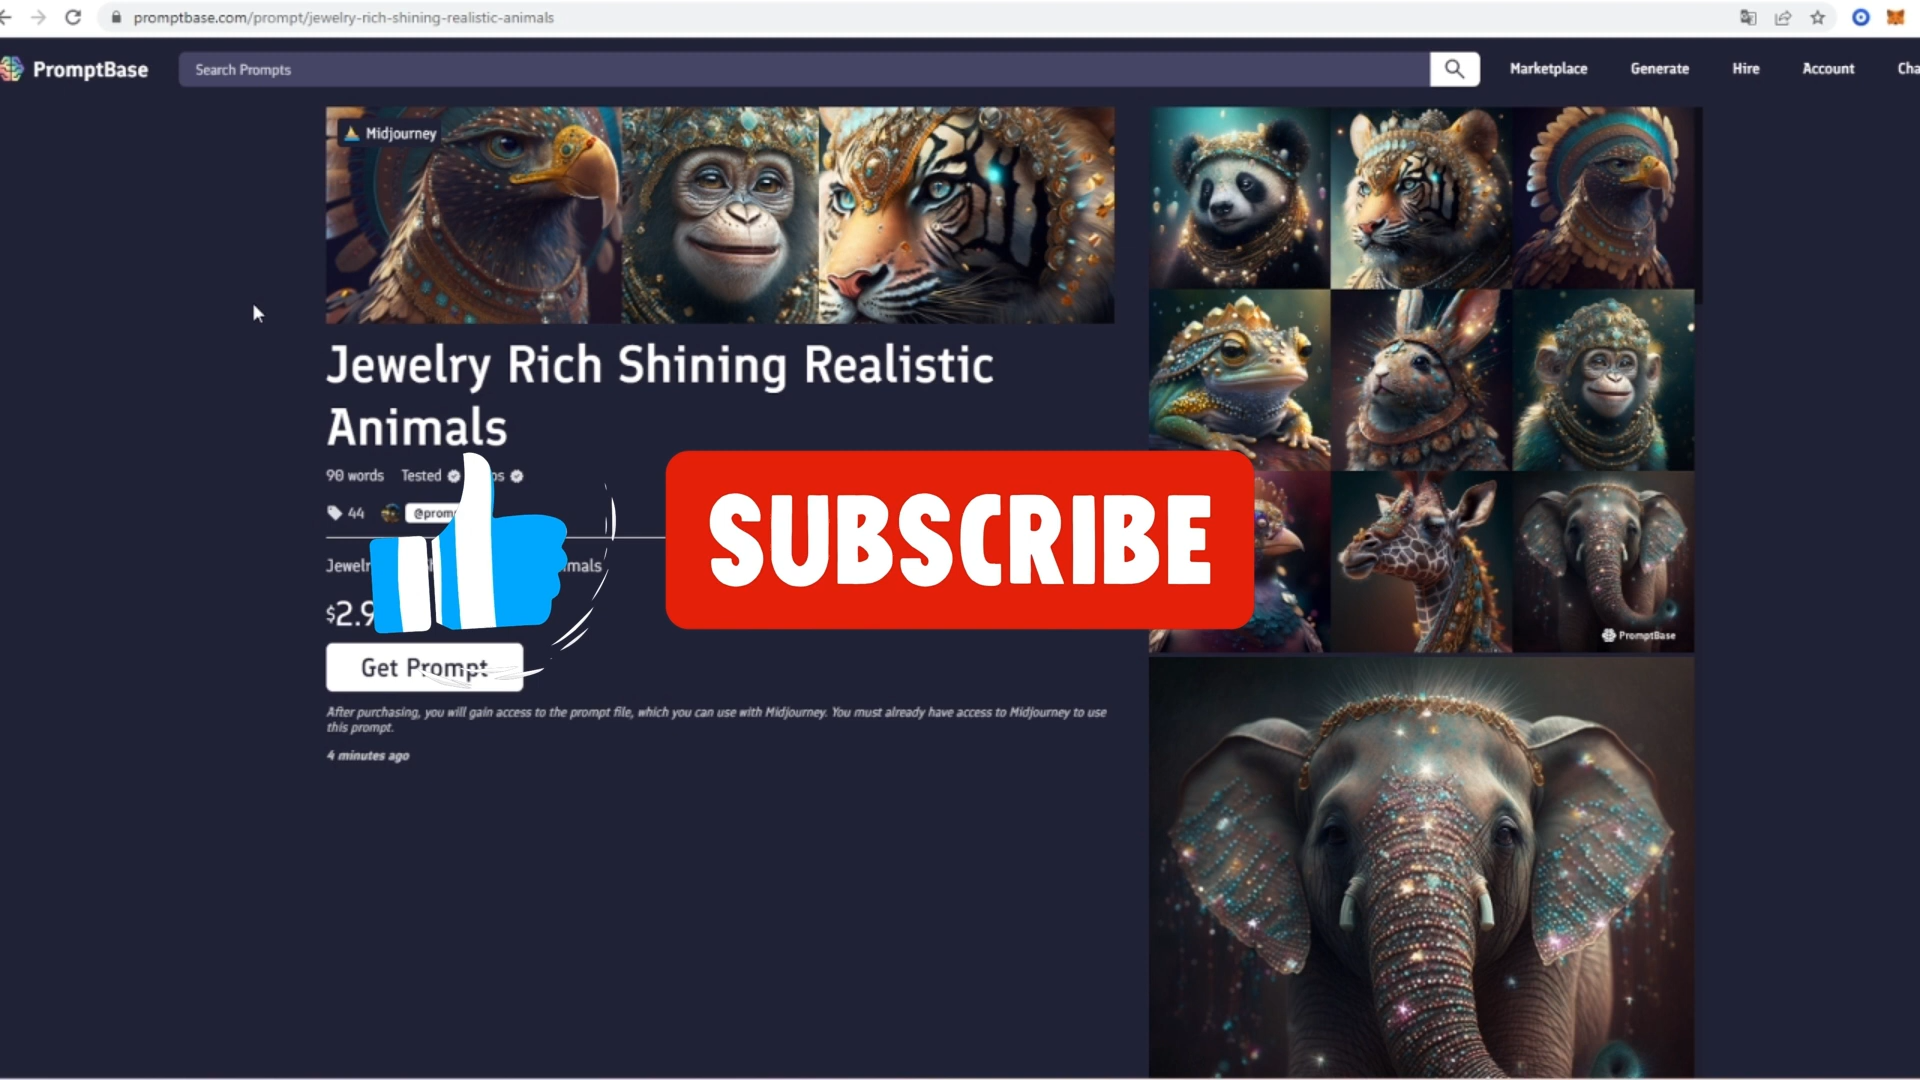 promptbase.com/prompt/jewelry-rich-shining-realistic-animals
PromptBase
Search Prompts
Marketplace
Generate
Hire
Account
Midjourney
Jewelry Rich Shining Realistic
Animals
90 words
Tested
44
SUBSCRIBE
Get Prompt
After purchasing, you will gain access to the prompt file, which you can use with Midjourney. You must already have access to Midjourney to use
this prompt.
4 minutes ago
PromptBase